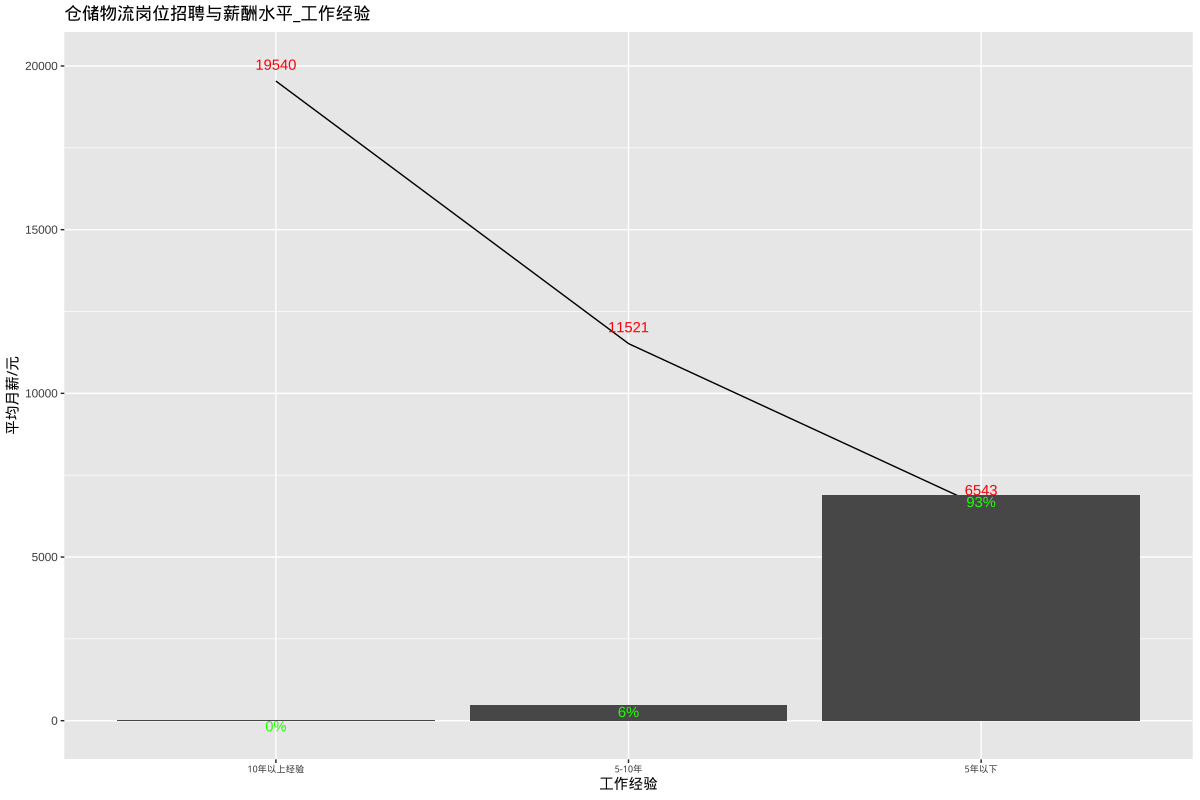 仓储物流岗位招聘与薪酬水平_工作经验
平均月薪/元
20000
15000
10000
5000
0
19540
11521
6543
93%
6%
0%
10年以上经验
5-10年
5年以下
工作经验